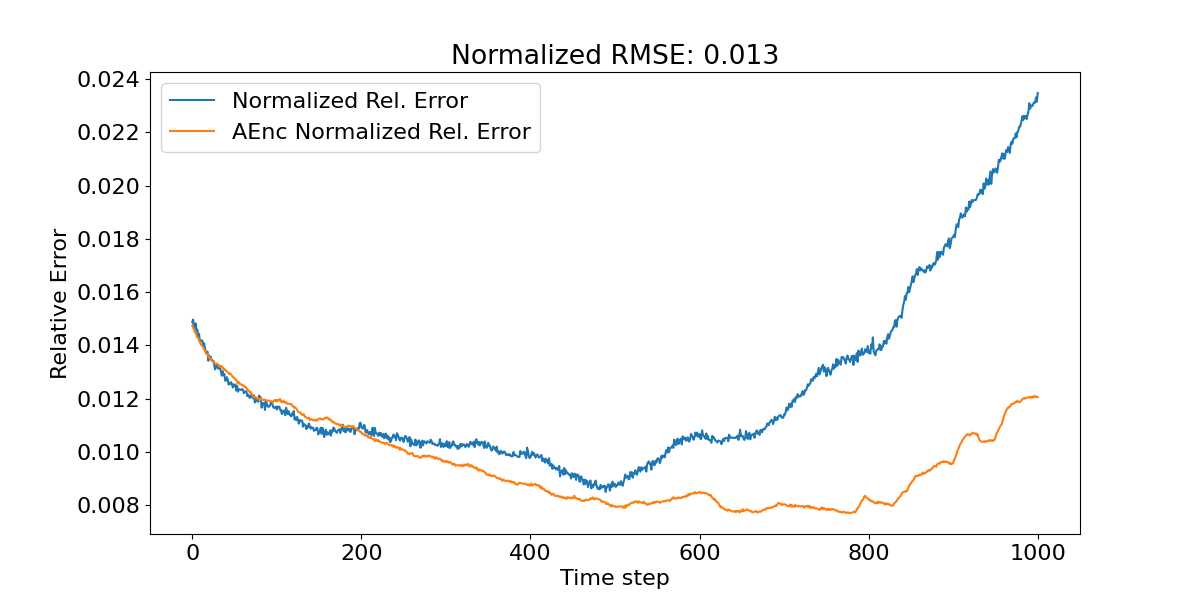 Normalized RMSE: 0.013
0.024
0.022
0.020
0.018
0.016
0.014
0.012
0.010
0.008
Relative Error
Normalized Rel. Error
AEnc Normalized Rel. Error
0 200 400 600 800 1000
Time step